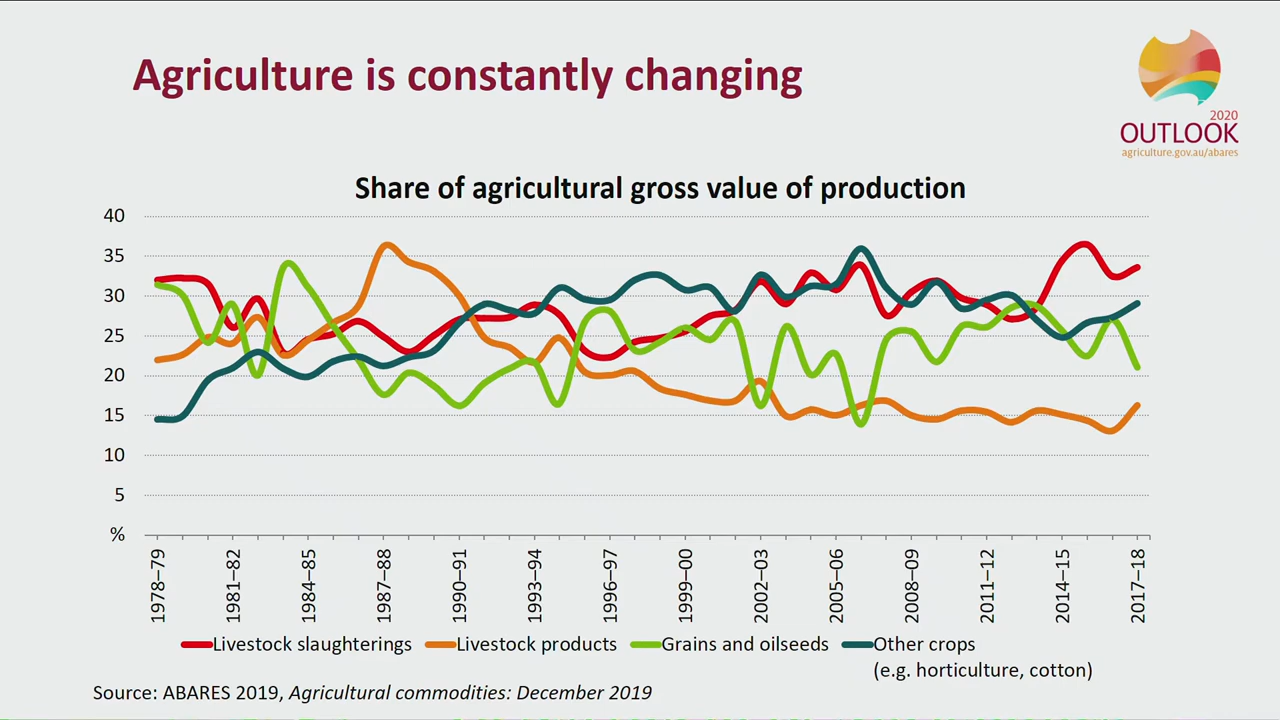 Agriculture is constantly changing
2020
OUTLOOK
agriculture.gov.au/abares
Share of agricultural gross value of production
40
35
30
25
20
15
10
5
%
1978–79
1981–82
1984–85
1987–88
1990–91
1993–94
1996–97
1999–00
2002–03
2005–06
2008–09
2011–12
2014–15
2017–18
Livestock slaughterings
Livestock products
Grains and oilseeds
Other crops
(e.g. horticulture, cotton)
Source: ABARES 2019, Agricultural commodities: December 2019